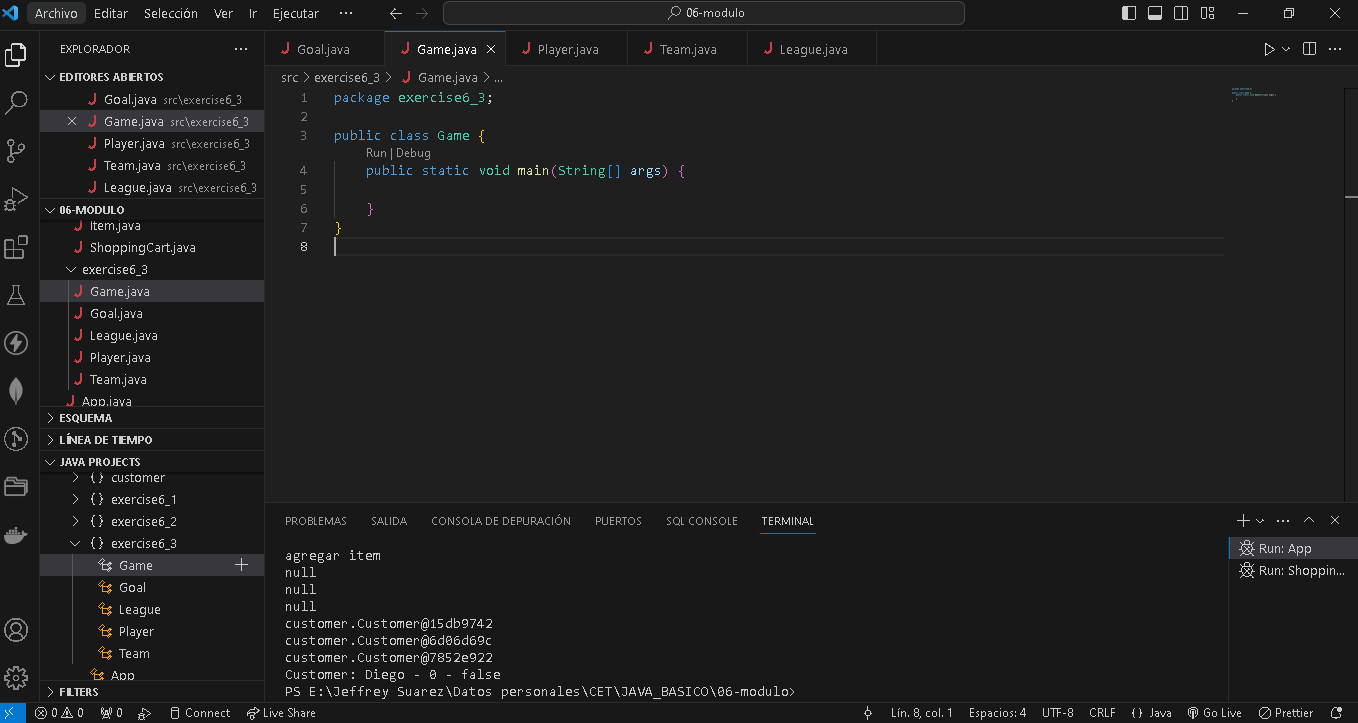 Archivo Editar Selección Ver Ir Ejecutar ··· 06-modulo
EXPLORADOR ···
EDITORES ABIERTOS
Goal.java src\exercise6_3
Game.java src\exercise6_3
Player.java src\exercise6_3
Team.java src\exercise6_3
League.java src\exercise6_3
06-MODULO
Item.java
ShoppingCart.java
exercise6_3
Game.java
Goal.java
League.java
Player.java
Team.java
App.java
ESQUEMA
LÍNEA DE TIEMPO
JAVA PROJECTS
{} customer
{} exercise6_1
{} exercise6_2
{} exercise6_3
Game
Goal
League
Player
Team
App
FILTERS
Goal.java Game.java Player.java Team.java League.java
src > exercise6_3 > Game.java > ...
1 package exercise6_3;
2
3 public class Game {
Run | Debug
4 public static void main(String[] args) {
5
6 }
7 }
8
PROBLEMAS SALIDA CONSOLA DE DEPURACIÓN PUERTOS SQL CONSOLE TERMINAL
agregar item
null
null
null
customer.Customer@15db9742
customer.Customer@6d06d69c
customer.Customer@7852e922
Customer: Diego - 0 - false
PS E:\Jeffrey Suarez\Datos personales\CET\JAVA_BASICO\06-modulo>
Run: App
Run: Shoppin...
0 0 0 Connect Live Share Lín. 8, col. 1 Espacios: 4 UTF-8 CRLF {} Java Go Live Prettier